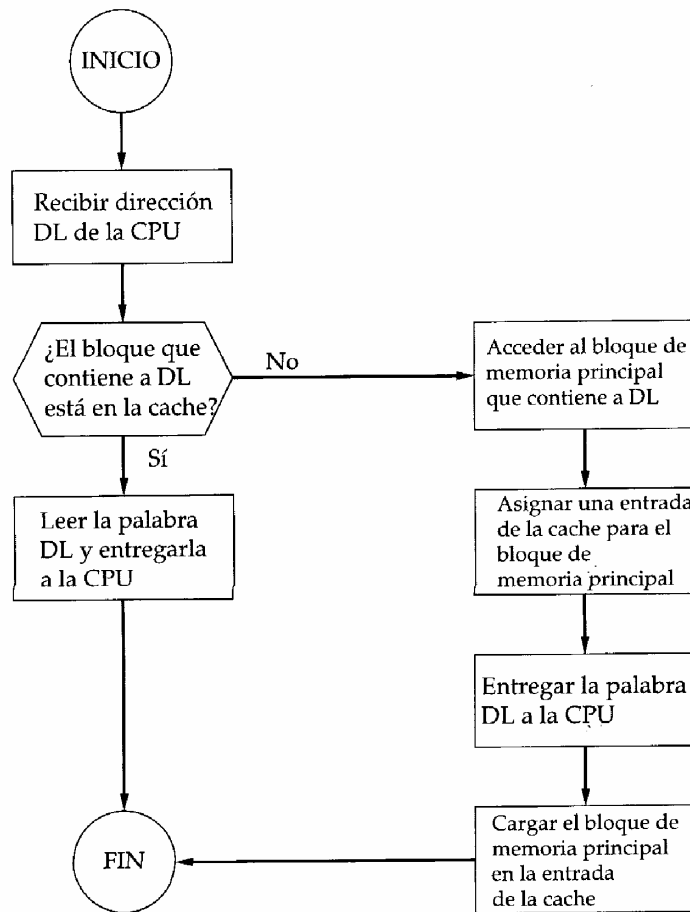 INICIO
Recibir dirección
DL de la CPU
¿El bloque que
contiene a DL
está en la cache?
No
Sí
Acceder al bloque de
memoria principal
que contiene a DL
Leer la palabra
DL y entregarla
a la CPU
Asignar una entrada
de la cache para el
bloque de
memoria principal
Entregar la palabra
DL a la CPU
Cargar el bloque de
memoria principal
en la entrada
de la cache
FIN